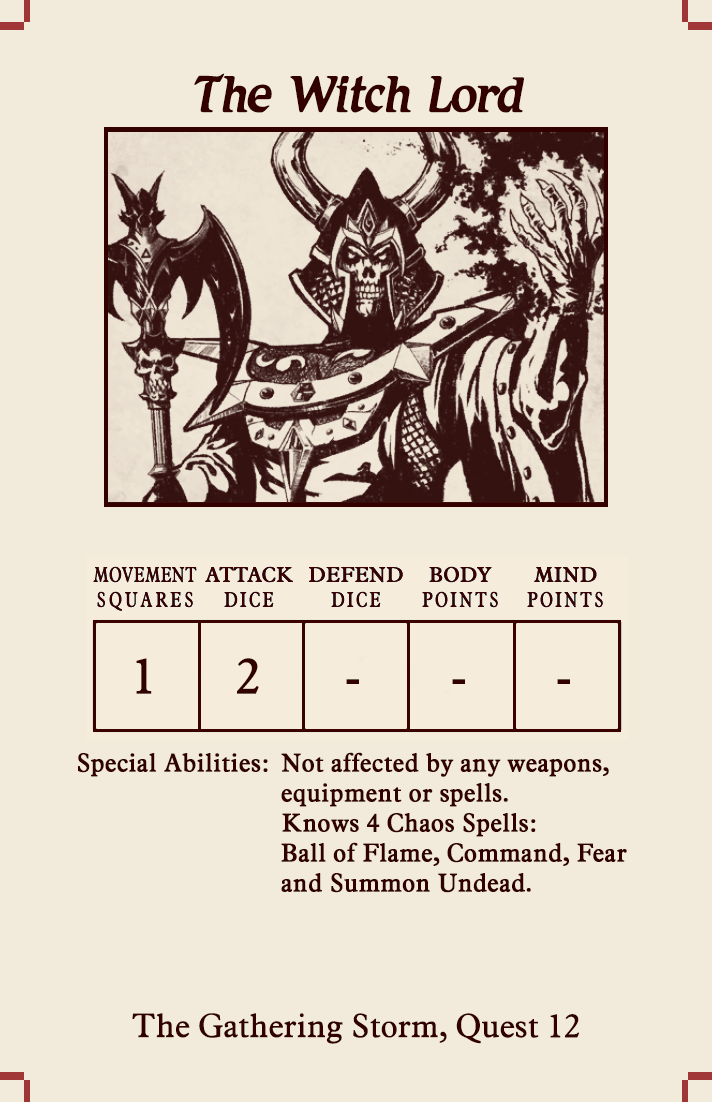 The Witch Lord
MOVEMENT SQUARES ATTACK DICE DEFEND DICE BODY POINTS MIND POINTS
1 2 - - -
Special Abilities: Not affected by any weapons,
equipment or spells.
Knows 4 Chaos Spells:
Ball of Flame, Command, Fear
and Summon Undead.
The Gathering Storm, Quest 12